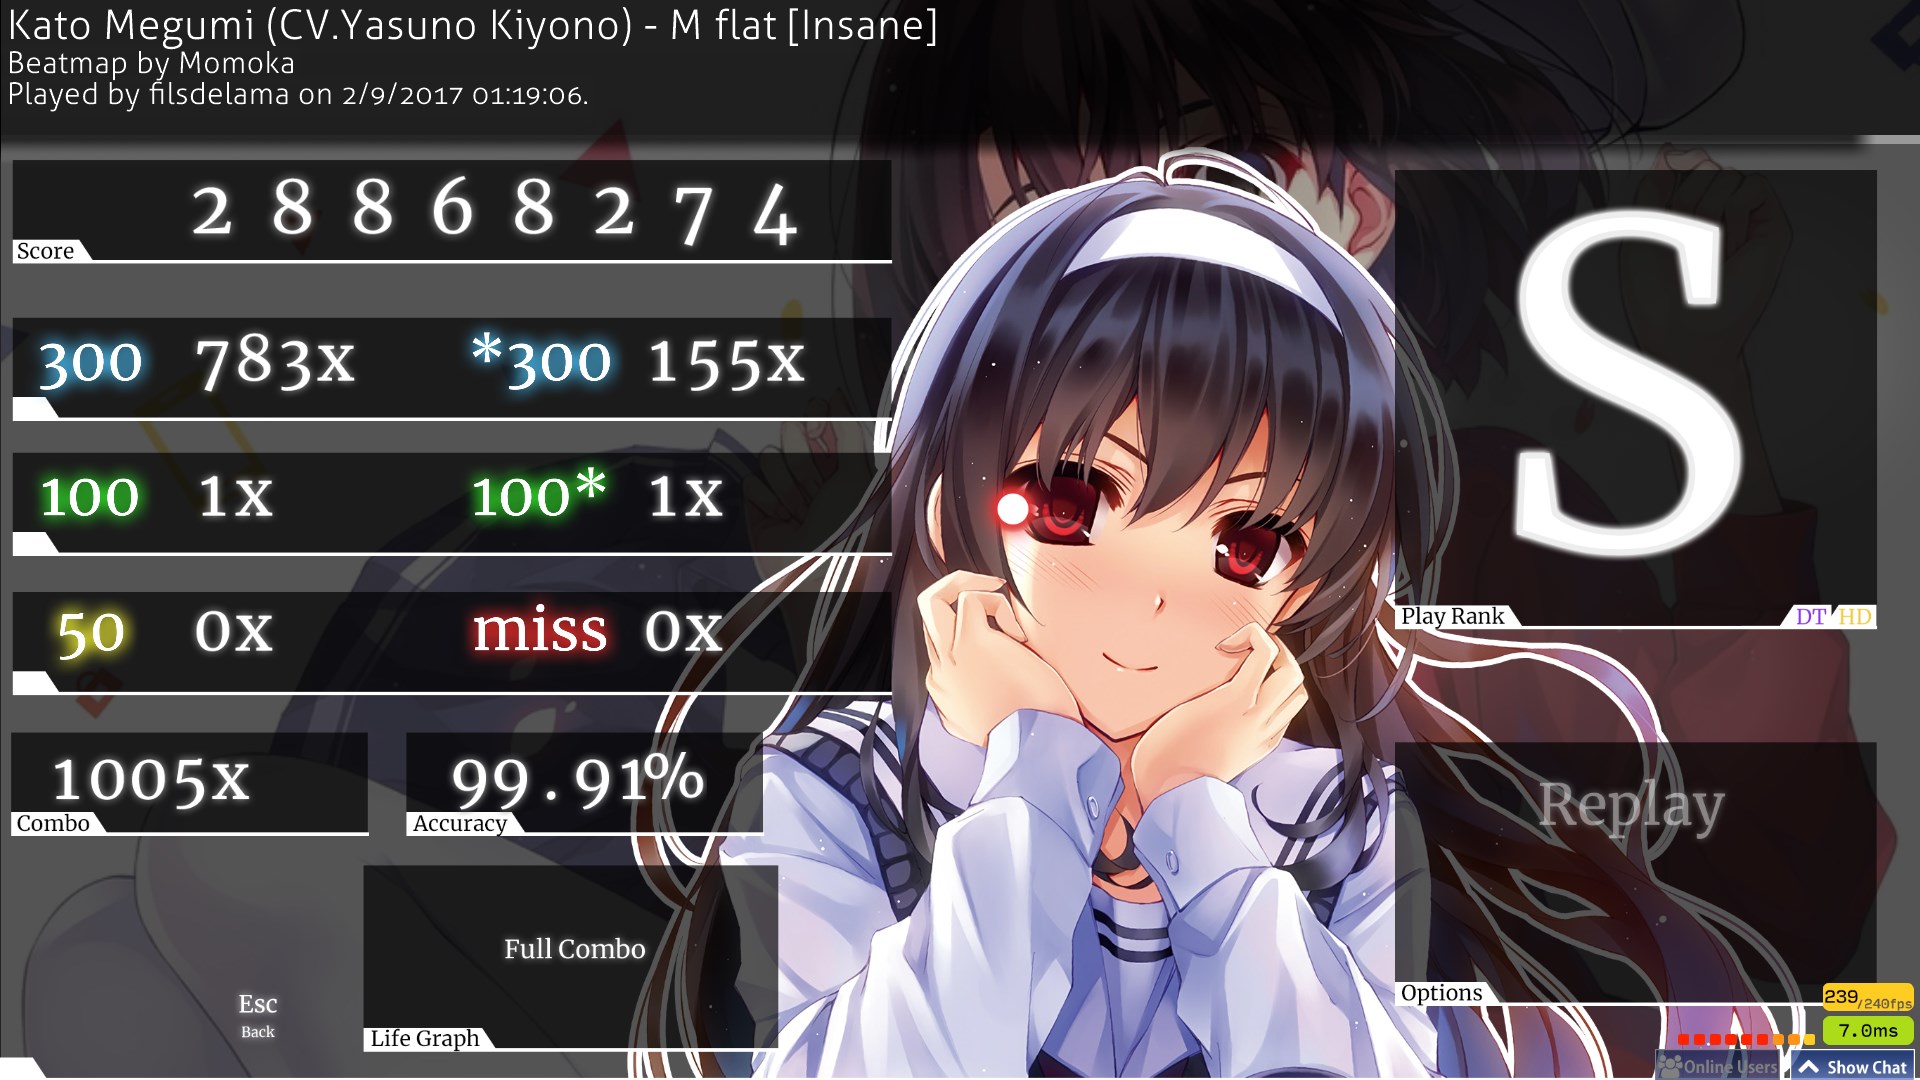 Kato Megumi (CV.Yasuno Kiyono) - M flat [Insane]
Beatmap by Momoka
Played by filsdelama on 2/9/2017 01:19:06.
28868274
Score
300 783x *300 155x
100 1x 100* 1x
50 0x miss 0x
1005x
Combo
99.91%
Accuracy
Full Combo
Life Graph
Esc
Back
S
Play Rank
DT HD
Replay
Options
239/240fps
7.0ms
Online Users
Show Chat